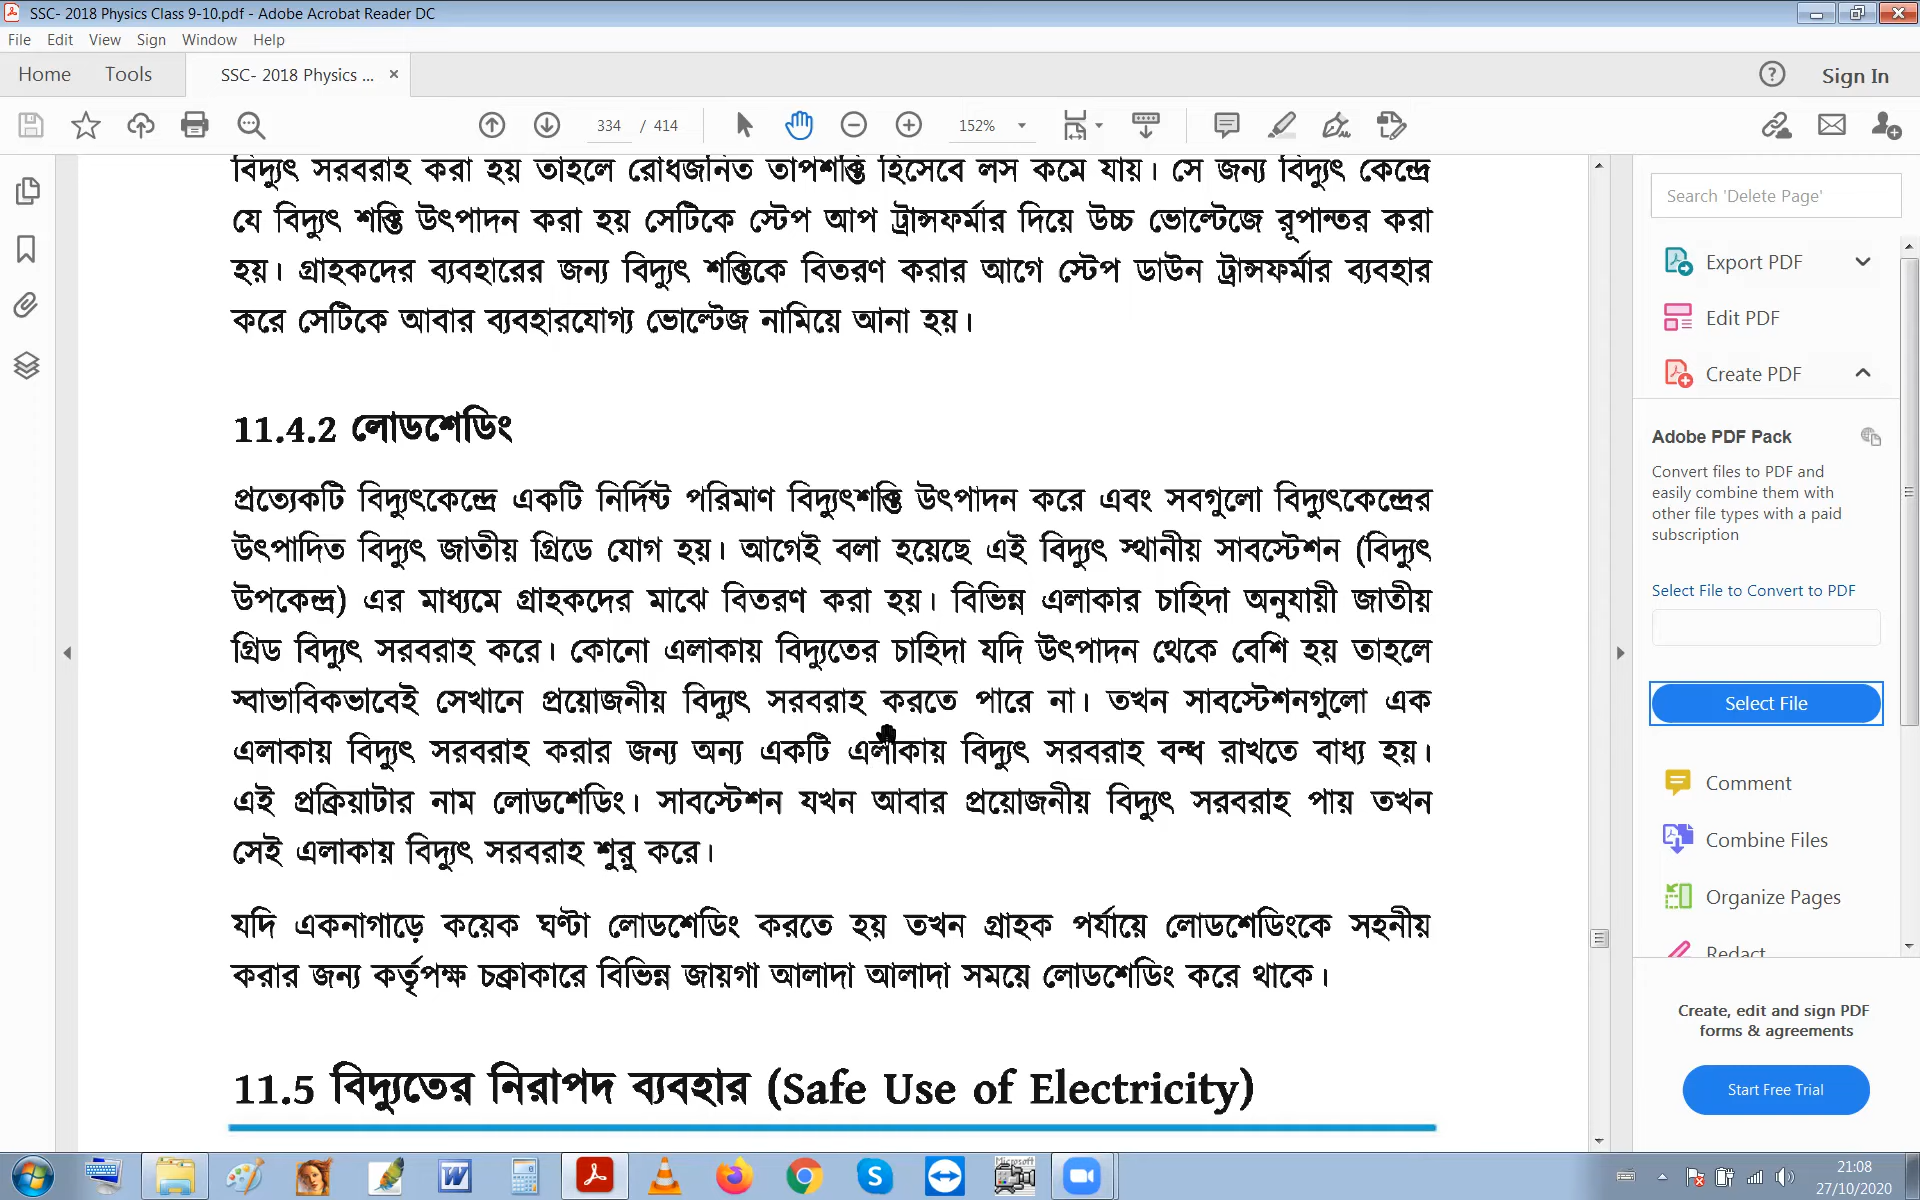 SSC- 2018 Physics Class 9-10.pdf - Adobe Acrobat Reader DC
File Edit View Sign Window Help
Home Tools SSC- 2018 Physics ... × Sign In
334 / 414 152%
বিদ্যুৎ সরবরাহ করা হয় তাহলে রোধজনিত তাপশক্তি হিসেবে লস কমে যায়। সে জন্য বিদ্যুৎ কেন্দ্রে
যে বিদ্যুৎ শক্তি উৎপাদন করা হয় সেটিকে স্টেপ আপ ট্রান্সফর্মার দিয়ে উচ্চ ভোল্টেজে রূপান্তর করা
হয়। গ্রাহকদের ব্যবহারের জন্য বিদ্যুৎ শক্তিকে বিতরণ করার আগে স্টেপ ডাউন ট্রান্সফর্মার ব্যবহার
করে সেটিকে আবার ব্যবহারযোগ্য ভোল্টেজ নামিয়ে আনা হয়।
11.4.2 লোডশেডিং
প্রত্যেকটি বিদ্যুৎকেন্দ্রে একটি নির্দিষ্ট পরিমাণ বিদ্যুৎশক্তি উৎপাদন করে এবং সবগুলো বিদ্যুৎকেন্দ্রের
উৎপাদিত বিদ্যুৎ জাতীয় গ্রিডে যোগ হয়। আগেই বলা হয়েছে এই বিদ্যুৎ স্থানীয় সাবস্টেশন (বিদ্যুৎ
উপকেন্দ্র) এর মাধ্যমে গ্রাহকদের মাঝে বিতরণ করা হয়। বিভিন্ন এলাকার চাহিদা অনুযায়ী জাতীয়
গ্রিড বিদ্যুৎ সরবরাহ করে। কোনো এলাকায় বিদ্যুতের চাহিদা যদি উৎপাদন থেকে বেশি হয় তাহলে
স্বাভাবিকভাবেই সেখানে প্রয়োজনীয় বিদ্যুৎ সরবরাহ করতে পারে না। তখন সাবস্টেশনগুলো এক
এলাকায় বিদ্যুৎ সরবরাহ করার জন্য অন্য একটি এলাকায় বিদ্যুৎ সরবরাহ বন্ধ রাখতে বাধ্য হয়।
এই প্রক্রিয়াটার নাম লোডশেডিং। সাবস্টেশন যখন আবার প্রয়োজনীয় বিদ্যুৎ সরবরাহ পায় তখন
সেই এলাকায় বিদ্যুৎ সরবরাহ শুরু করে।
যদি একনাগাড়ে কয়েক ঘণ্টা লোডশেডিং করতে হয় তখন গ্রাহক পর্যায়ে লোডশেডিংকে সহনীয়
করার জন্য কর্তৃপক্ষ চক্রাকারে বিভিন্ন জায়গা আলাদা আলাদা সময়ে লোডশেডিং করে থাকে।
11.5 বিদ্যুতের নিরাপদ ব্যবহার (Safe Use of Electricity)
Search 'Delete Page'
Export PDF
Edit PDF
Create PDF
Adobe PDF Pack
Convert files to PDF and
easily combine them with
other file types with a paid
subscription
Select File to Convert to PDF
Select File
Comment
Combine Files
Organize Pages
Redact
Create, edit and sign PDF
forms & agreements
Start Free Trial
Microsoft
21:08
27/10/2020